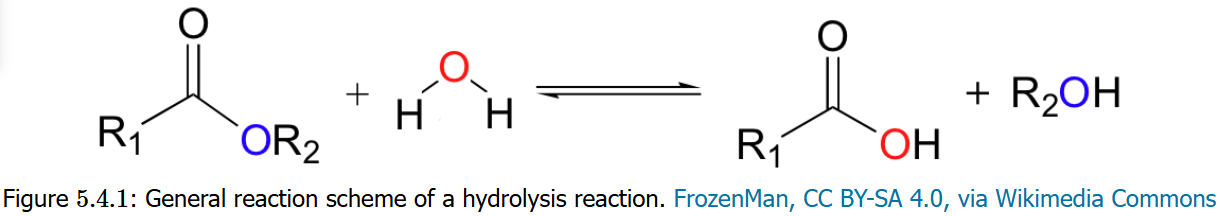 O O
R₁ OR₂ + H O H ⇌ R₁ OH + R₂OH
Figure 5.4.1: General reaction scheme of a hydrolysis reaction. FrozenMan, CC BY-SA 4.0, via Wikimedia Commons